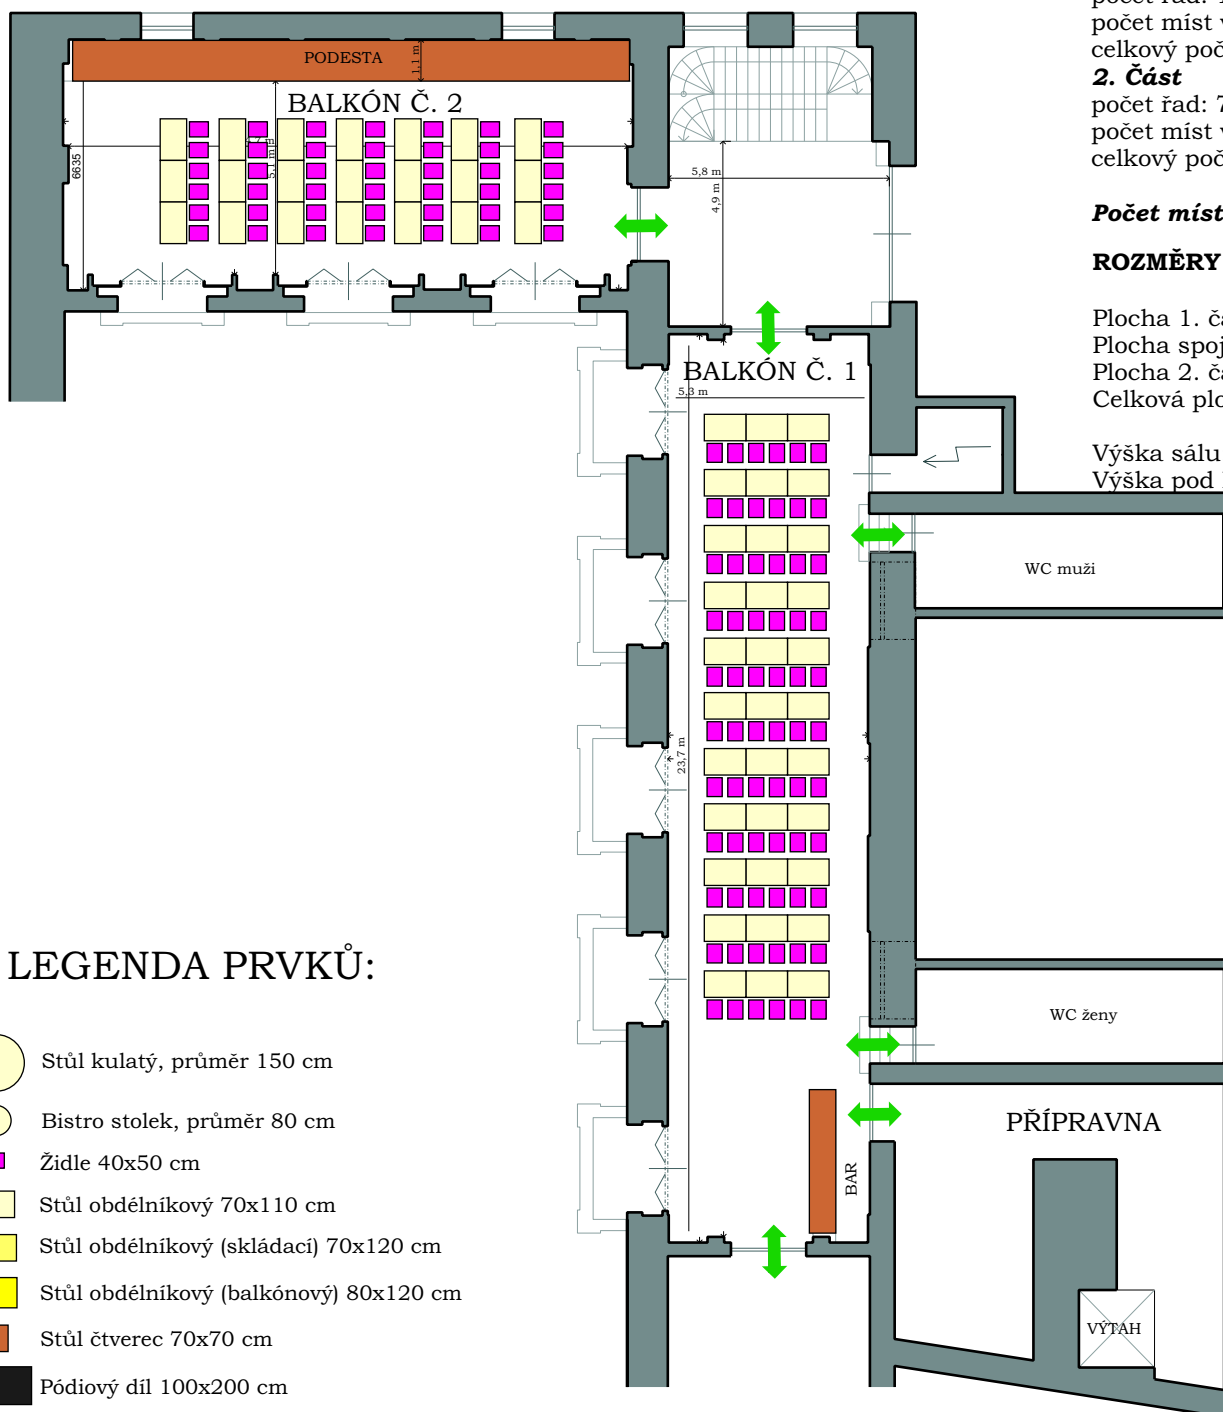 PODESTA
1,1 m
BALKÓN Č. 2
5,1 m
6635
5,8 m
4,9 m
BALKÓN Č. 1
5,3 m
23,7 m
WC muži
WC ženy
PŘÍPRAVNA
BAR
VÝTAH
počet řad:
počet míst
celkový poč
2. Část
počet řad: 7
počet míst
celkový poč
Počet míst
ROZMĚRY
Plocha 1. čá
Plocha spoj
Plocha 2. čá
Celková plo
Výška sálu
Výška pod
LEGENDA PRVKŮ:
Stůl kulatý, průměr 150 cm
Bistro stolek, průměr 80 cm
Židle 40x50 cm
Stůl obdélníkový 70x110 cm
Stůl obdélníkový (skládací) 70x120 cm
Stůl obdélníkový (balkónový) 80x120 cm
Stůl čtverec 70x70 cm
Pódiový díl 100x200 cm